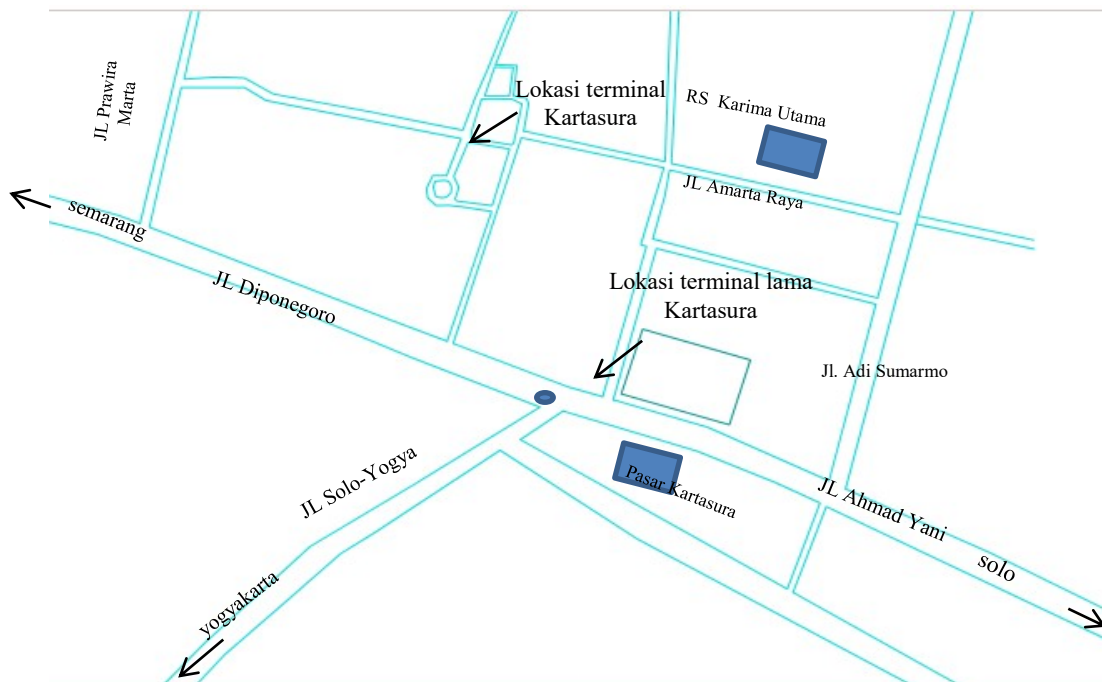 JL Prawira
Marta
Lokasi terminal
Kartasura
RS  Karima Utama
JL Amarta Raya
semarang
JL Diponegoro
Lokasi terminal lama
Kartasura
Jl. Adi Sumarmo
JL Solo-Yogya
Pasar Kartasura
JL Ahmad Yani
solo
yogyakarta